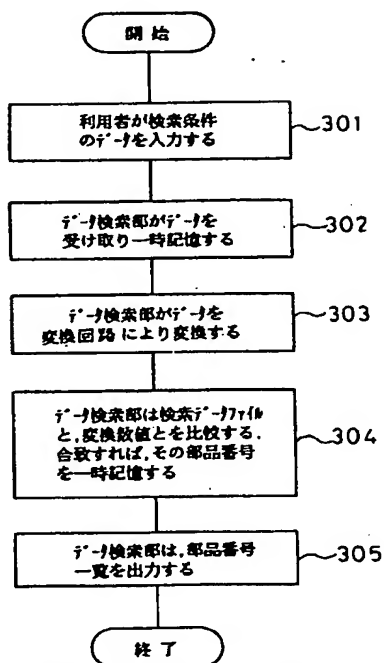 開始
利用者が検索条件
のデータを入力する
301
データ検索部がデータを
受け取り一時記憶する
302
データ検索部がデータを
変換回路により変換する
303
データ検索部は検索データファイル
と,変換数値とを比較する.
合致すれば,その部品番号
を一時記憶する
304
データ検索部は,部品番号
一覧を出力する
305
終了